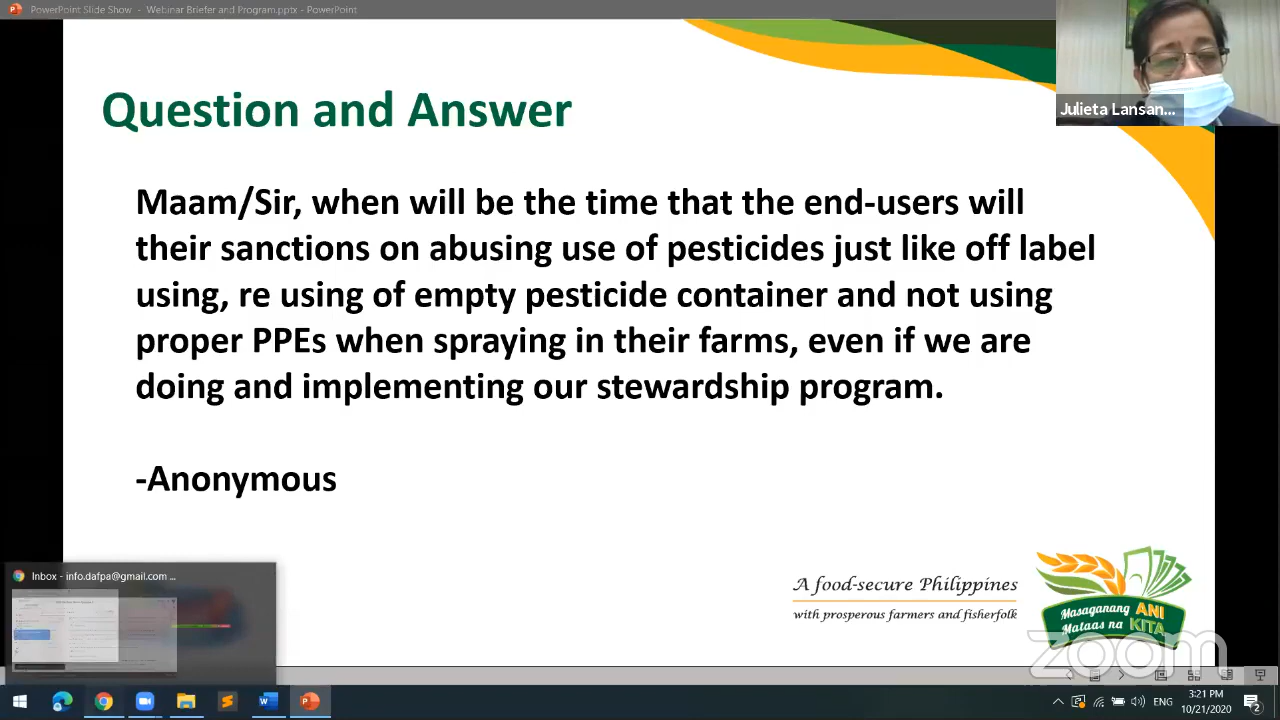 PowerPoint Slide Show - Webinar Briefer and Program.pptx - PowerPoint
Julieta Lansan...
Question and Answer
Maam/Sir, when will be the time that the end-users will
their sanctions on abusing use of pesticides just like off label
using, re using of empty pesticide container and not using
proper PPEs when spraying in their farms, even if we are
doing and implementing our stewardship program.
-Anonymous
Inbox - info.dafpa@gmail.com ...
A food-secure Philippines
with prosperous farmers and fisherfolk
Masaganang ANI
Mataas na KITA
zoom
ENG
3:21 PM
10/21/2020
2